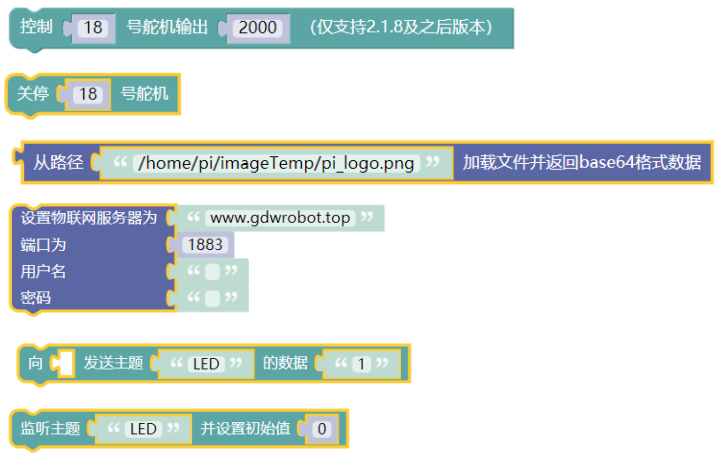 控制 18 号舵机输出 2000 （仅支持2.1.8及之后版本）
关停 18 号舵机
从路径 “ /home/pi/imageTemp/pi_logo.png ” 加载文件并返回base64格式数据
设置物联网服务器为 “ www.gdwrobot.top ”
端口为 1883
用户名 “ ”
密码 “ ”
向 发送主题 “ LED ” 的数据 “ 1 ”
监听主题 “ LED ” 并设置初始值 0